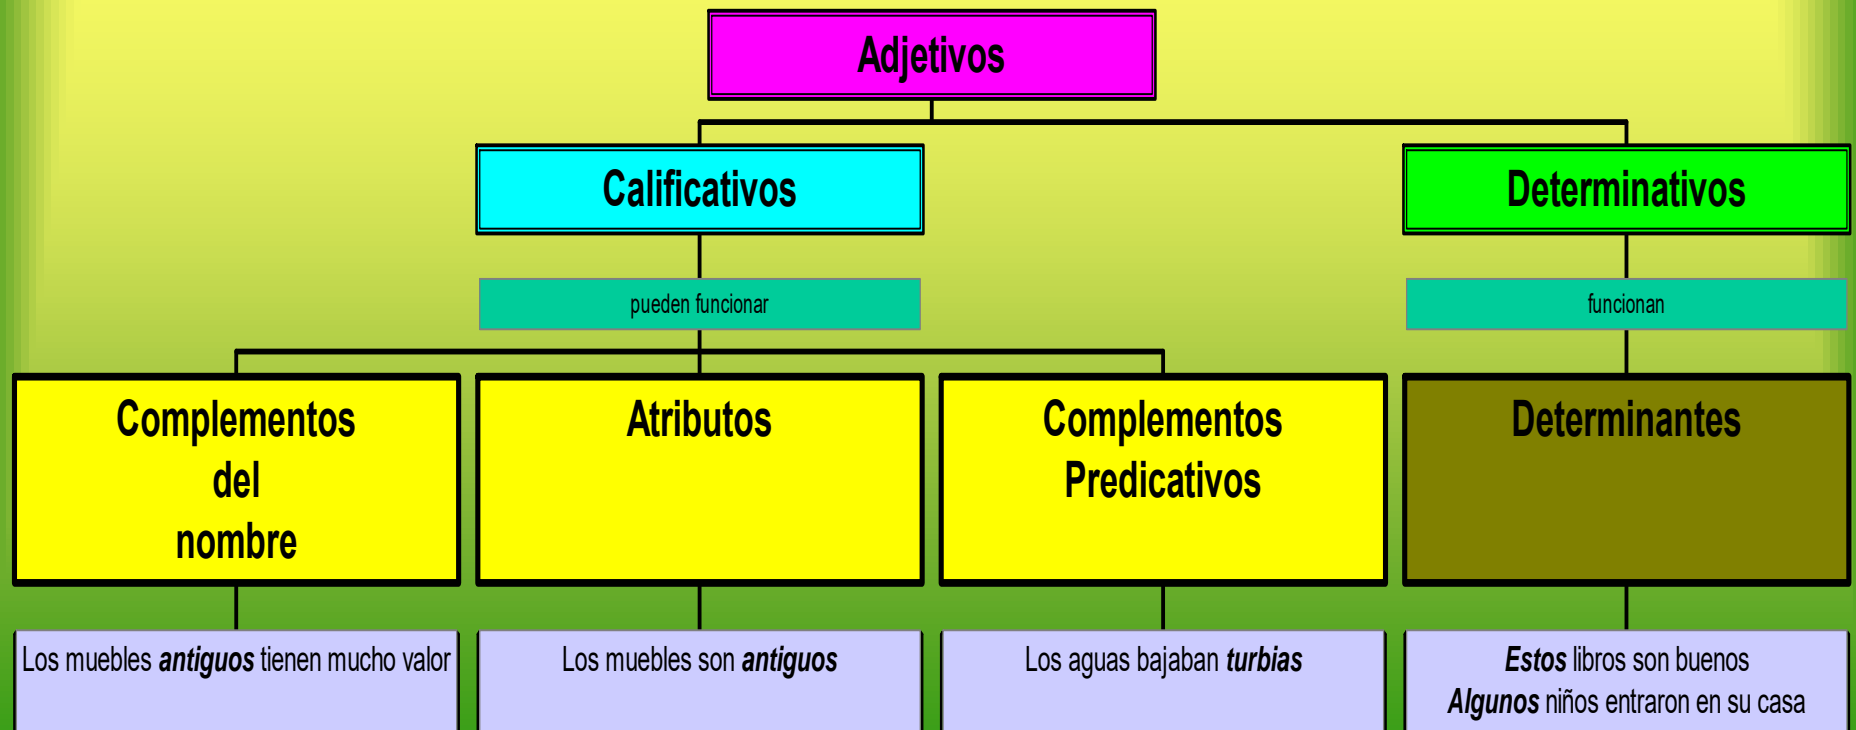 Adjetivos
Calificativos
Determinativos
pueden funcionar
funcionan
Complementos
del
nombre
Atributos
Complementos
Predicativos
Determinantes
Los muebles antiguos tienen mucho valor
Los muebles son antiguos
Los aguas bajaban turbias
Estos libros son buenos
Algunos niños entraron en su casa